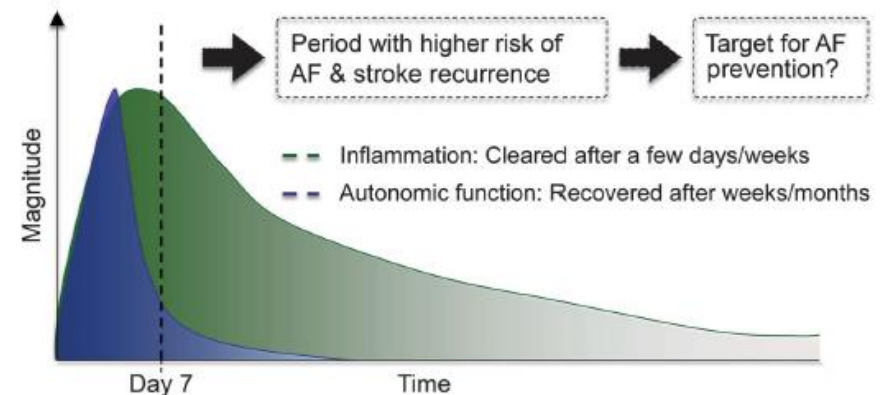 Period with higher risk of
AF & stroke recurrence
Target for AF
prevention?
Inflammation: Cleared after a few days/weeks
Autonomic function: Recovered after weeks/months
Magnitude
Day 7
Time